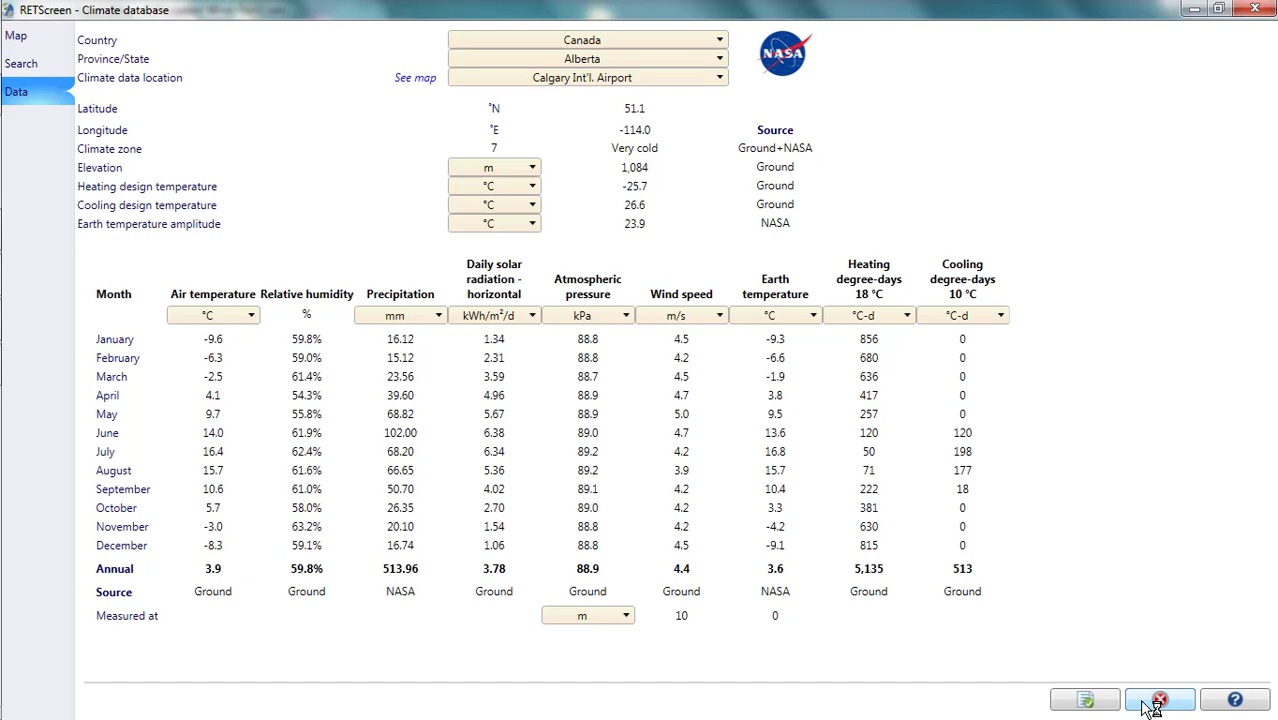 RETScreen - Climate database
Map
Search
Data
Country Canada
Province/State Alberta
Climate data location See map Calgary Int'l. Airport
NASA
Latitude °N 51.1
Longitude °E -114.0 Source
Climate zone 7 Very cold Ground+NASA
Elevation m 1,084 Ground
Heating design temperature °C -25.7 Ground
Cooling design temperature °C 26.6 Ground
Earth temperature amplitude °C 23.9 NASA
Daily solar Heating Cooling
radiation - Atmospheric Earth degree-days degree-days
Month Air temperature Relative humidity Precipitation horizontal pressure Wind speed temperature 18 °C 10 °C
°C % mm kWh/m²/d kPa m/s °C °C-d °C-d
January -9.6 59.8% 16.12 1.34 88.8 4.5 -9.3 856 0
February -6.3 59.0% 15.12 2.31 88.8 4.2 -6.6 680 0
March -2.5 61.4% 23.56 3.59 88.7 4.5 -1.9 636 0
April 4.1 54.3% 39.60 4.96 88.9 4.7 3.8 417 0
May 9.7 55.8% 68.82 5.67 88.9 5.0 9.5 257 0
June 14.0 61.9% 102.00 6.38 89.0 4.7 13.6 120 120
July 16.4 62.4% 68.20 6.34 89.2 4.2 16.8 50 198
August 15.7 61.6% 66.65 5.36 89.2 3.9 15.7 71 177
September 10.6 61.0% 50.70 4.02 89.1 4.2 10.4 222 18
October 5.7 58.0% 26.35 2.70 89.0 4.2 3.3 381 0
November -3.0 63.2% 20.10 1.54 88.8 4.2 -4.2 630 0
December -8.3 59.1% 16.74 1.06 88.8 4.5 -9.1 815 0
Annual 3.9 59.8% 513.96 3.78 88.9 4.4 3.6 5,135 513
Source Ground Ground NASA Ground Ground Ground NASA Ground Ground
Measured at m 10 0